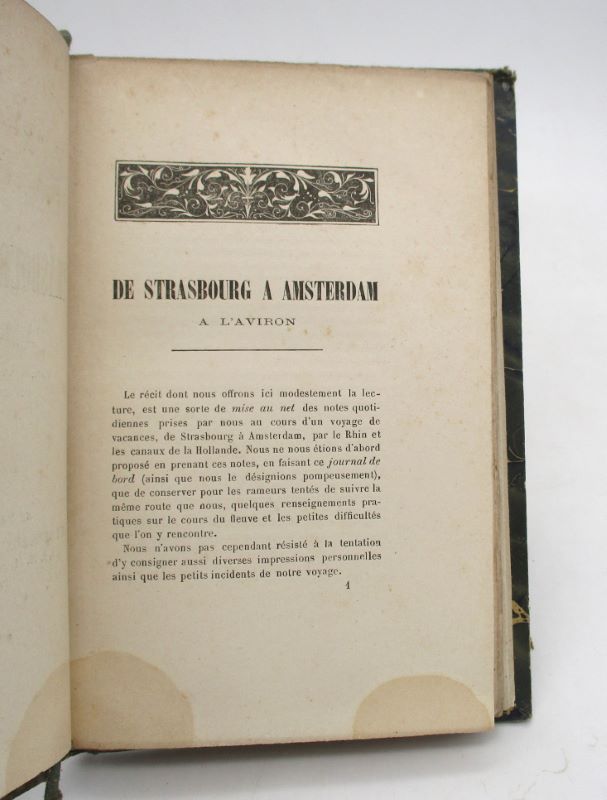 DE STRASBOURG A AMSTERDAM
A L'AVIRON
Le récit dont nous offrons ici modestement la lec-
ture, est une sorte de mise au net des notes quoti-
diennes prises par nous au cours d'un voyage de
vacances, de Strasbourg à Amsterdam, par le Rhin et
les canaux de la Hollande. Nous ne nous étions d'abord
proposé en prenant ces notes, en faisant ce journal de
bord (ainsi que nous le désignions pompeusement),
que de conserver pour les rameurs tentés de suivre la
même route que nous, quelques renseignements pra-
tiques sur le cours du fleuve et les petites difficultés
que l'on y rencontre.
Nous n'avons pas cependant résisté à la tentation
d'y consigner aussi diverses impressions personnelles
ainsi que les petits incidents de notre voyage.
1